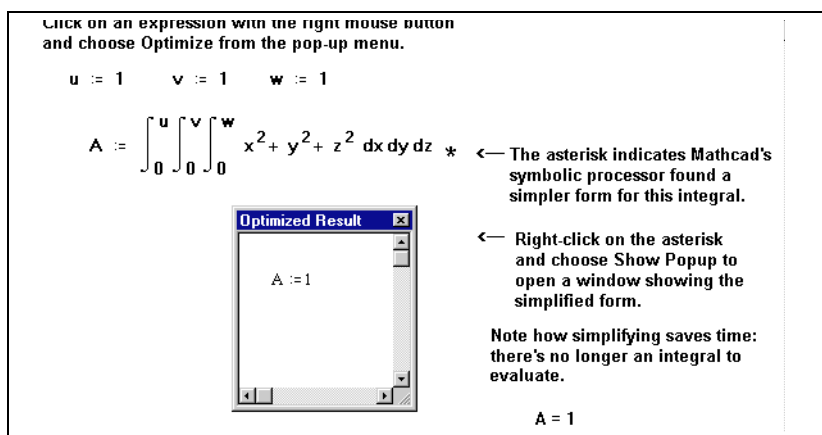 Click on an expression with the right mouse button
and choose Optimize from the pop-up menu.
u := 1 v := 1 w := 1
A := ∫₀ᵘ ∫₀ᵛ ∫₀ʷ x² + y² + z² dx dy dz *
<— The asterisk indicates Mathcad's
symbolic processor found a
simpler form for this integral.
Optimized Result
A := 1
<— Right-click on the asterisk
and choose Show Popup to
open a window showing the
simplified form.
Note how simplifying saves time:
there's no longer an integral to
evaluate.
A = 1